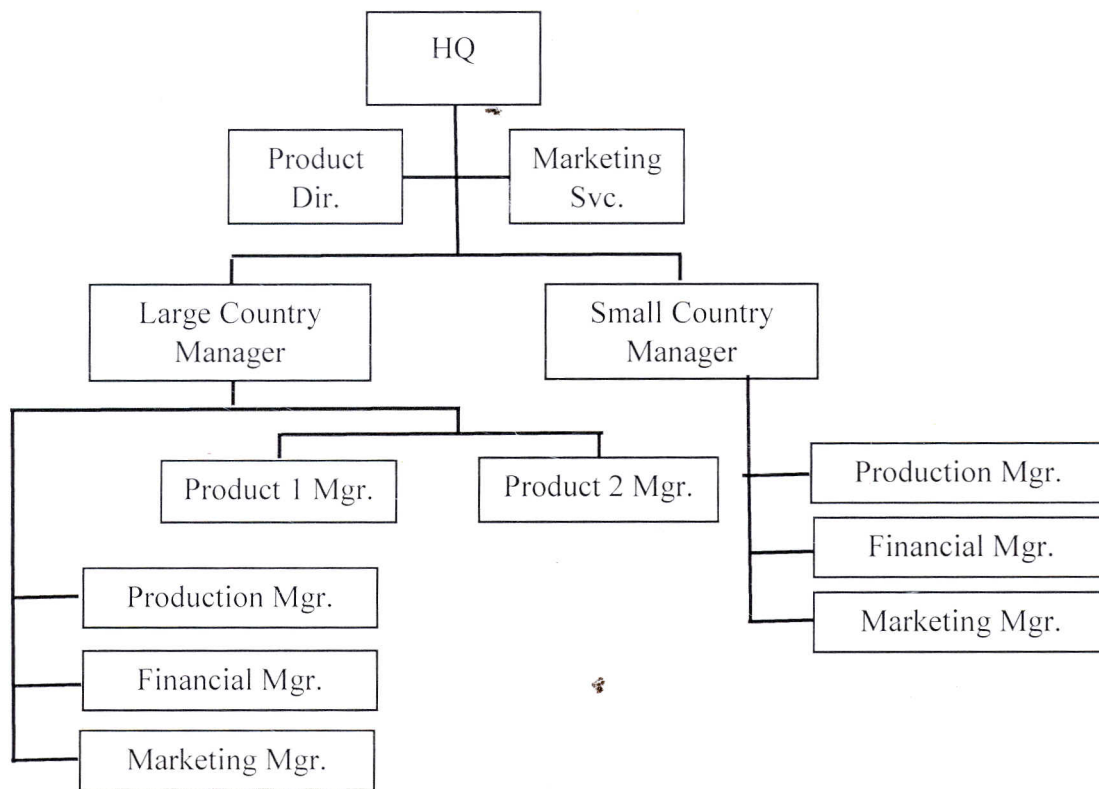 HQ
Product
Dir.
Marketing
Svc.
Large Country
Manager
Small Country
Manager
Product 1 Mgr.
Product 2 Mgr.
Production Mgr.
Financial Mgr.
Marketing Mgr.
Production Mgr.
Financial Mgr.
Marketing Mgr.